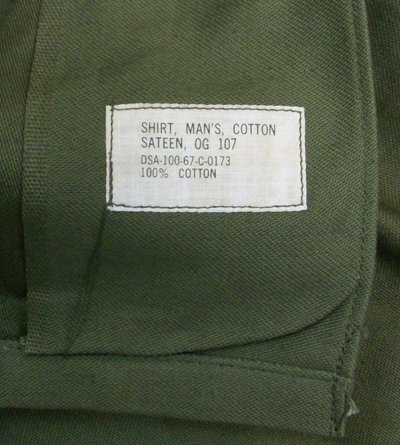 SHIRT, MAN'S, COTTON
SATEEN, OG 107
DSA-100-67-C-0173
100% COTTON